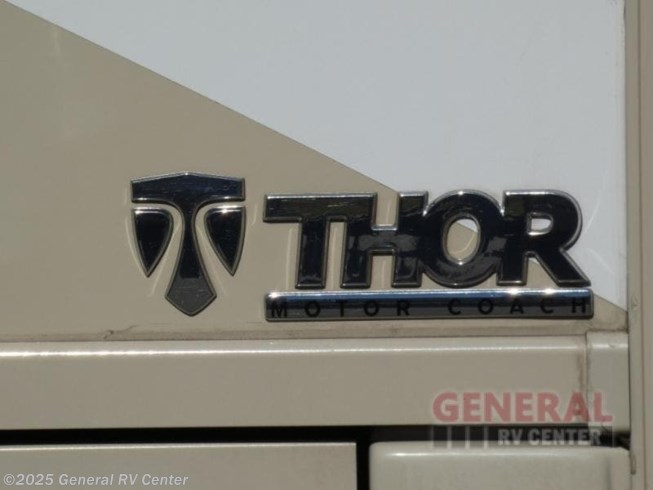 THOR
MOTOR COACH
GENERAL
RV CENTER
©2025 General RV Center